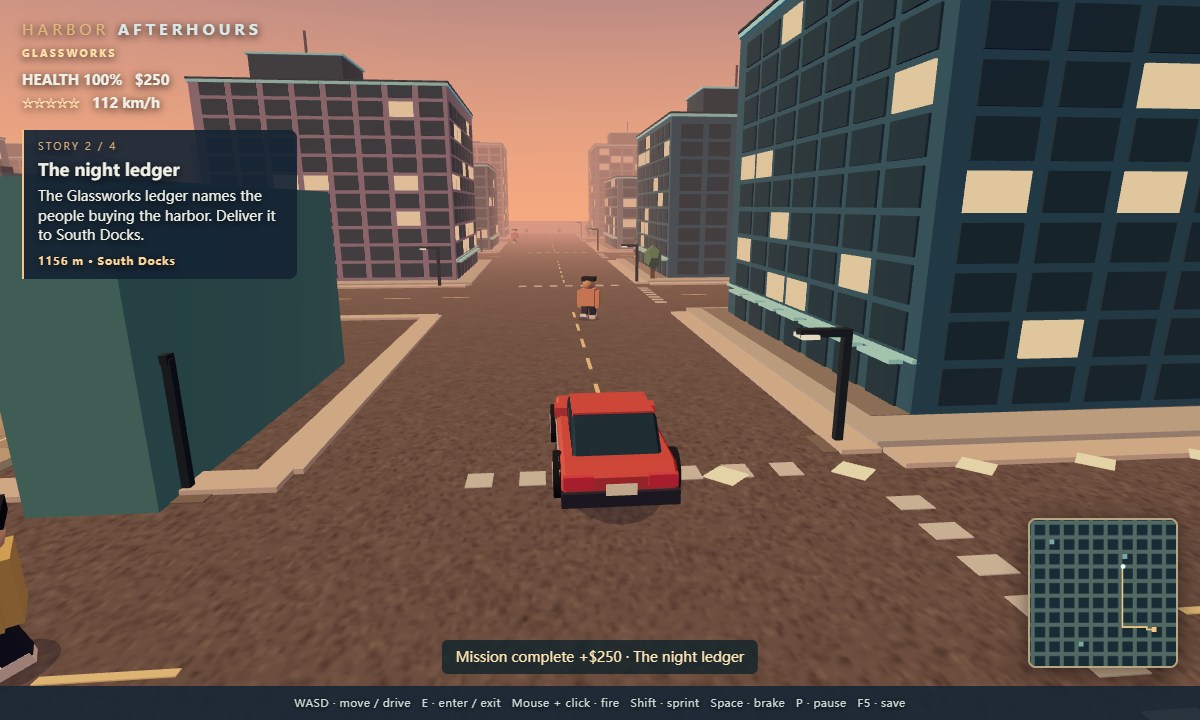 HARBOR AFTERHOURS
GLASSWORKS
HEALTH 100% $250
☆☆☆☆☆ 112 km/h
STORY 2 / 4
The night ledger
The Glassworks ledger names the
people buying the harbor. Deliver it
to South Docks.
1156 m • South Docks
Mission complete +$250 · The night ledger
WASD · move / drive E · enter / exit Mouse + click · fire Shift · sprint Space · brake P · pause F5 · save